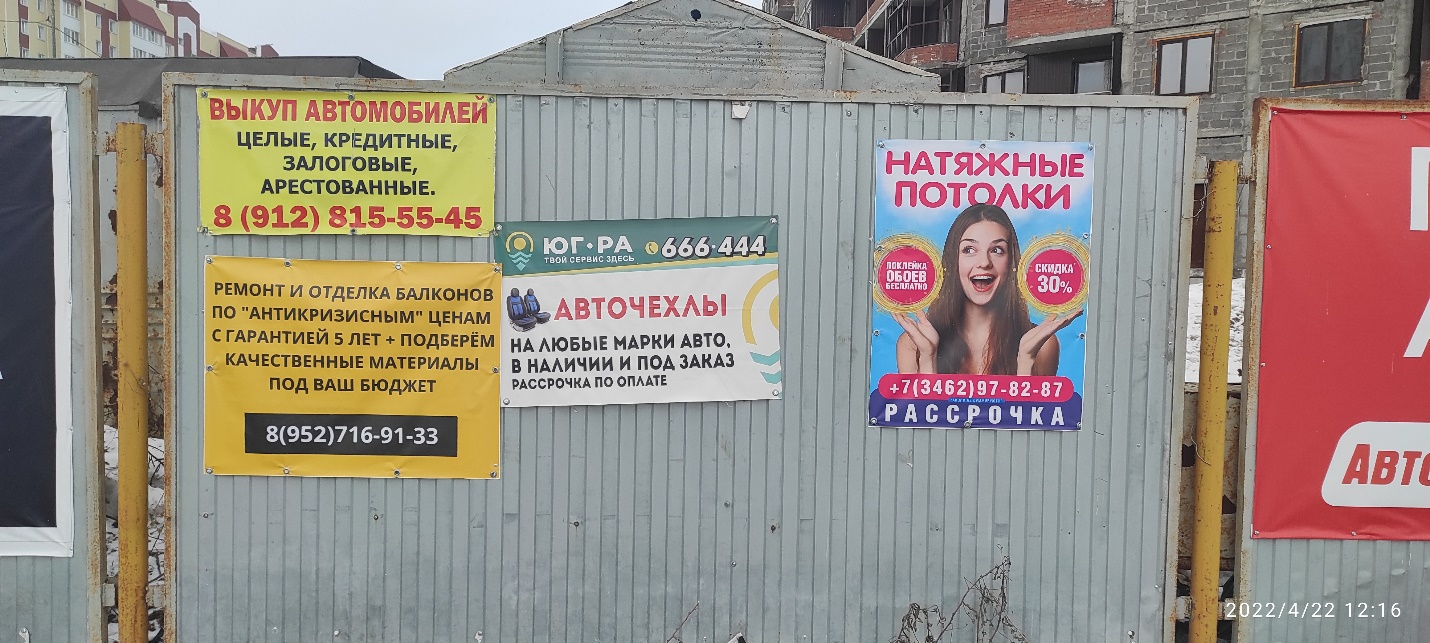 ВЫКУП АВТОМОБИЛЕЙ
ЦЕЛЫЕ, КРЕДИТНЫЕ,
ЗАЛОГОВЫЕ,
АРЕСТОВАННЫЕ.
8 (912) 815-55-45
РЕМОНТ И ОТДЕЛКА БАЛКОНОВ
ПО "АНТИКРИЗИСНЫМ" ЦЕНАМ
С ГАРАНТИЕЙ 5 ЛЕТ + ПОДБЕРЁМ
КАЧЕСТВЕННЫЕ МАТЕРИАЛЫ
ПОД ВАШ БЮДЖЕТ
8(952)716-91-33
ЮГ•РА 666-444
ТВОЙ СЕРВИС ЗДЕСЬ
АВТОЧЕХЛЫ
НА ЛЮБЫЕ МАРКИ АВТО,
В НАЛИЧИИ И ПОД ЗАКАЗ
РАССРОЧКА ПО ОПЛАТЕ
НАТЯЖНЫЕ
ПОТОЛКИ
ПОКЛЕЙКА
ОБОЕВ
БЕСПЛАТНО
СКИДКА
30%
+7(3462)97-82-87
РАССРОЧКА
АВТО
2022/4/22 12:16